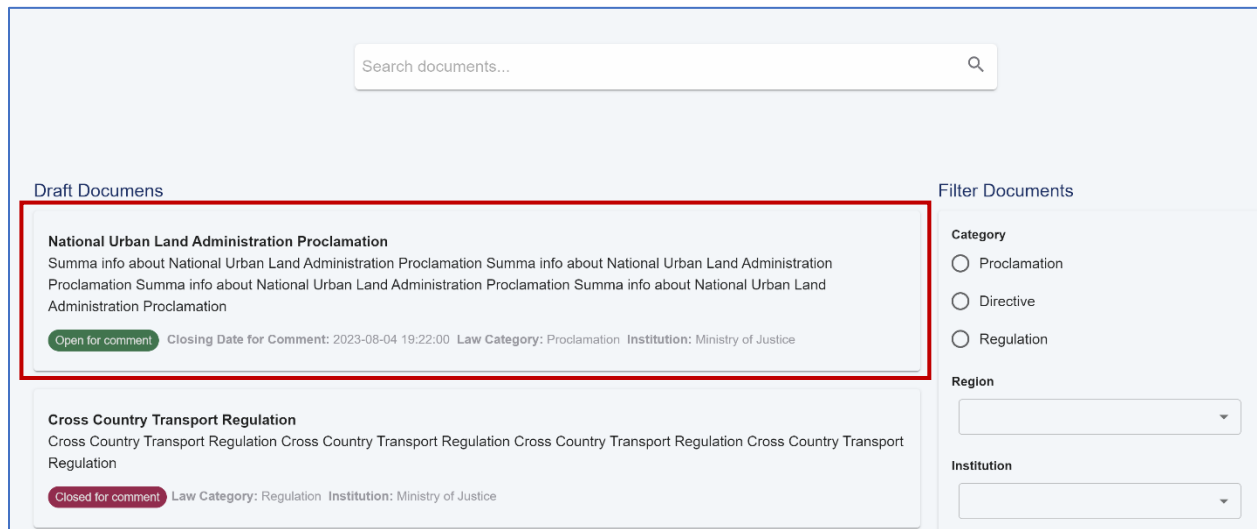 Search documents...
Draft Documens
National Urban Land Administration Proclamation
Summa info about National Urban Land Administration Proclamation Summa info about National Urban Land Administration
Proclamation Summa info about National Urban Land Administration Proclamation Summa info about National Urban Land
Administration Proclamation
Open for comment Closing Date for Comment: 2023-08-04 19:22:00 Law Category: Proclamation Institution: Ministry of Justice
Cross Country Transport Regulation
Cross Country Transport Regulation Cross Country Transport Regulation Cross Country Transport Regulation Cross Country Transport
Regulation
Closed for comment Law Category: Regulation Institution: Ministry of Justice
Filter Documents
Category
Proclamation
Directive
Regulation
Region
Institution